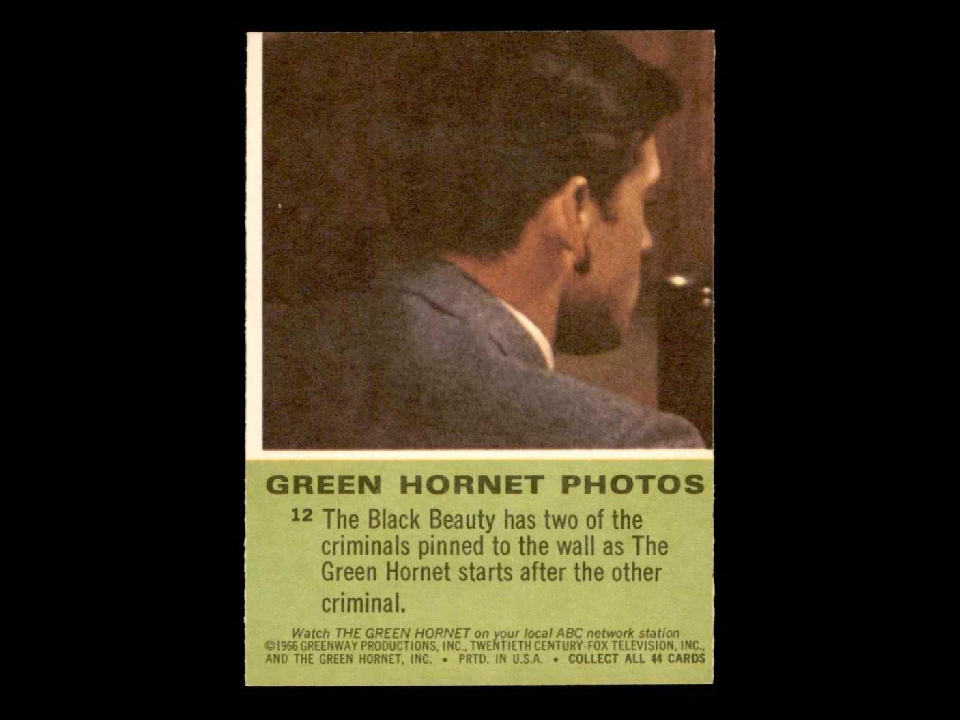 GREEN HORNET PHOTOS
12 The Black Beauty has two of the
criminals pinned to the wall as The
Green Hornet starts after the other
criminal.
Watch THE GREEN HORNET on your local ABC network station
©1966 GREENWAY PRODUCTIONS, INC., TWENTIETH CENTURY-FOX TELEVISION, INC.,
AND THE GREEN HORNET, INC. • PRTD. IN U.S.A. • COLLECT ALL 44 CARDS